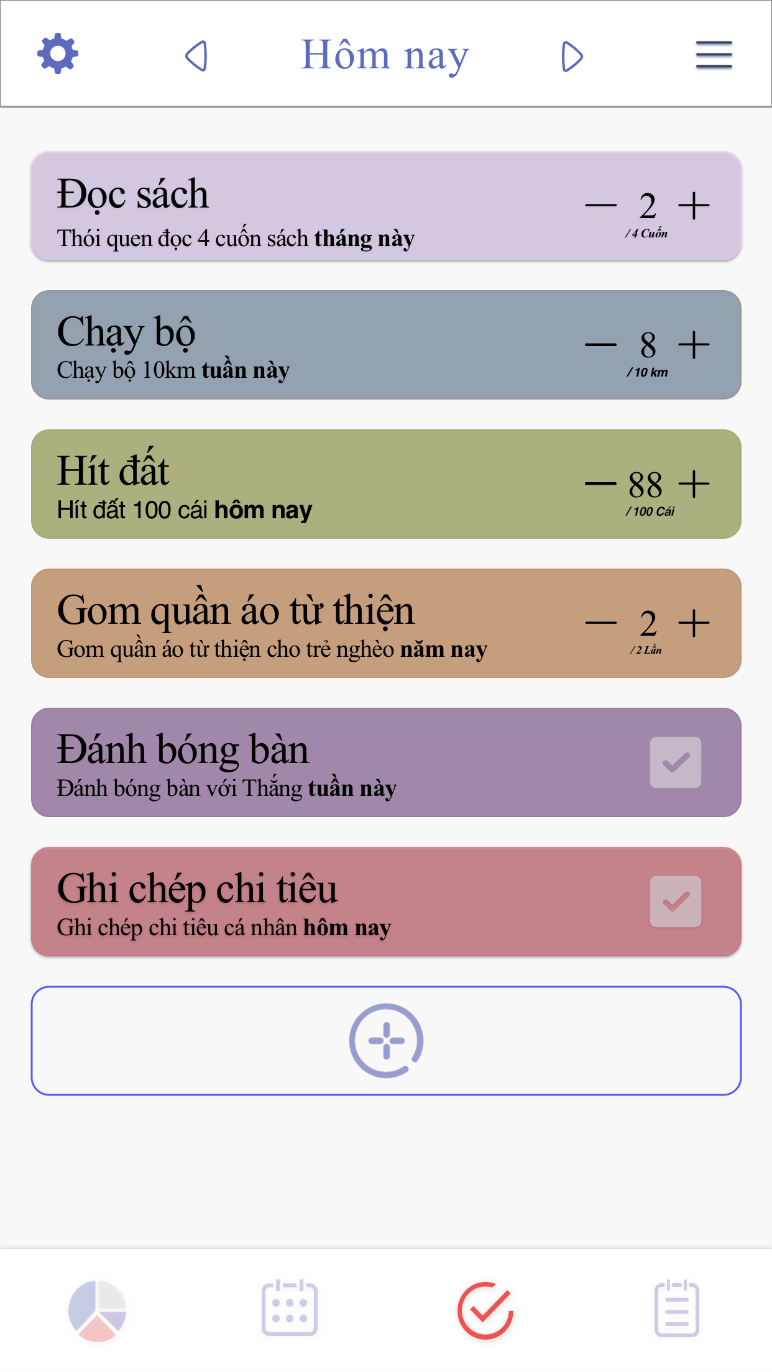 Hôm nay
Đọc sách
Thói quen đọc 4 cuốn sách tháng này
− 2 +
/ 4 Cuốn
Chạy bộ
Chạy bộ 10km tuần này
− 8 +
/ 10 km
Hít đất
Hít đất 100 cái hôm nay
− 88 +
/ 100 Cái
Gom quần áo từ thiện
Gom quần áo từ thiện cho trẻ nghèo năm nay
− 2 +
/ 2 Lần
Đánh bóng bàn
Đánh bóng bàn với Thắng tuần này
Ghi chép chi tiêu
Ghi chép chi tiêu cá nhân hôm nay